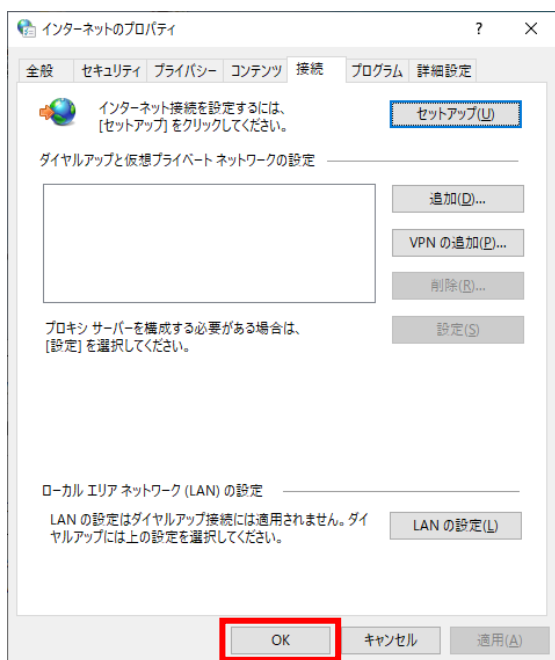 インターネットのプロパティ
?
全般 セキュリティ プライバシー コンテンツ 接続 プログラム 詳細設定
インターネット接続を設定するには、
[セットアップ] をクリックしてください。
セットアップ(U)
ダイヤルアップと仮想プライベート ネットワークの設定
追加(D)...
VPN の追加(P)...
削除(R)...
プロキシ サーバーを構成する必要がある場合は、
[設定] を選択してください。
設定(S)
ローカル エリア ネットワーク (LAN) の設定
LAN の設定はダイヤルアップ接続には適用されません。ダイ
ヤルアップには上の設定を選択してください。
LAN の設定(L)
OK キャンセル 適用(A)